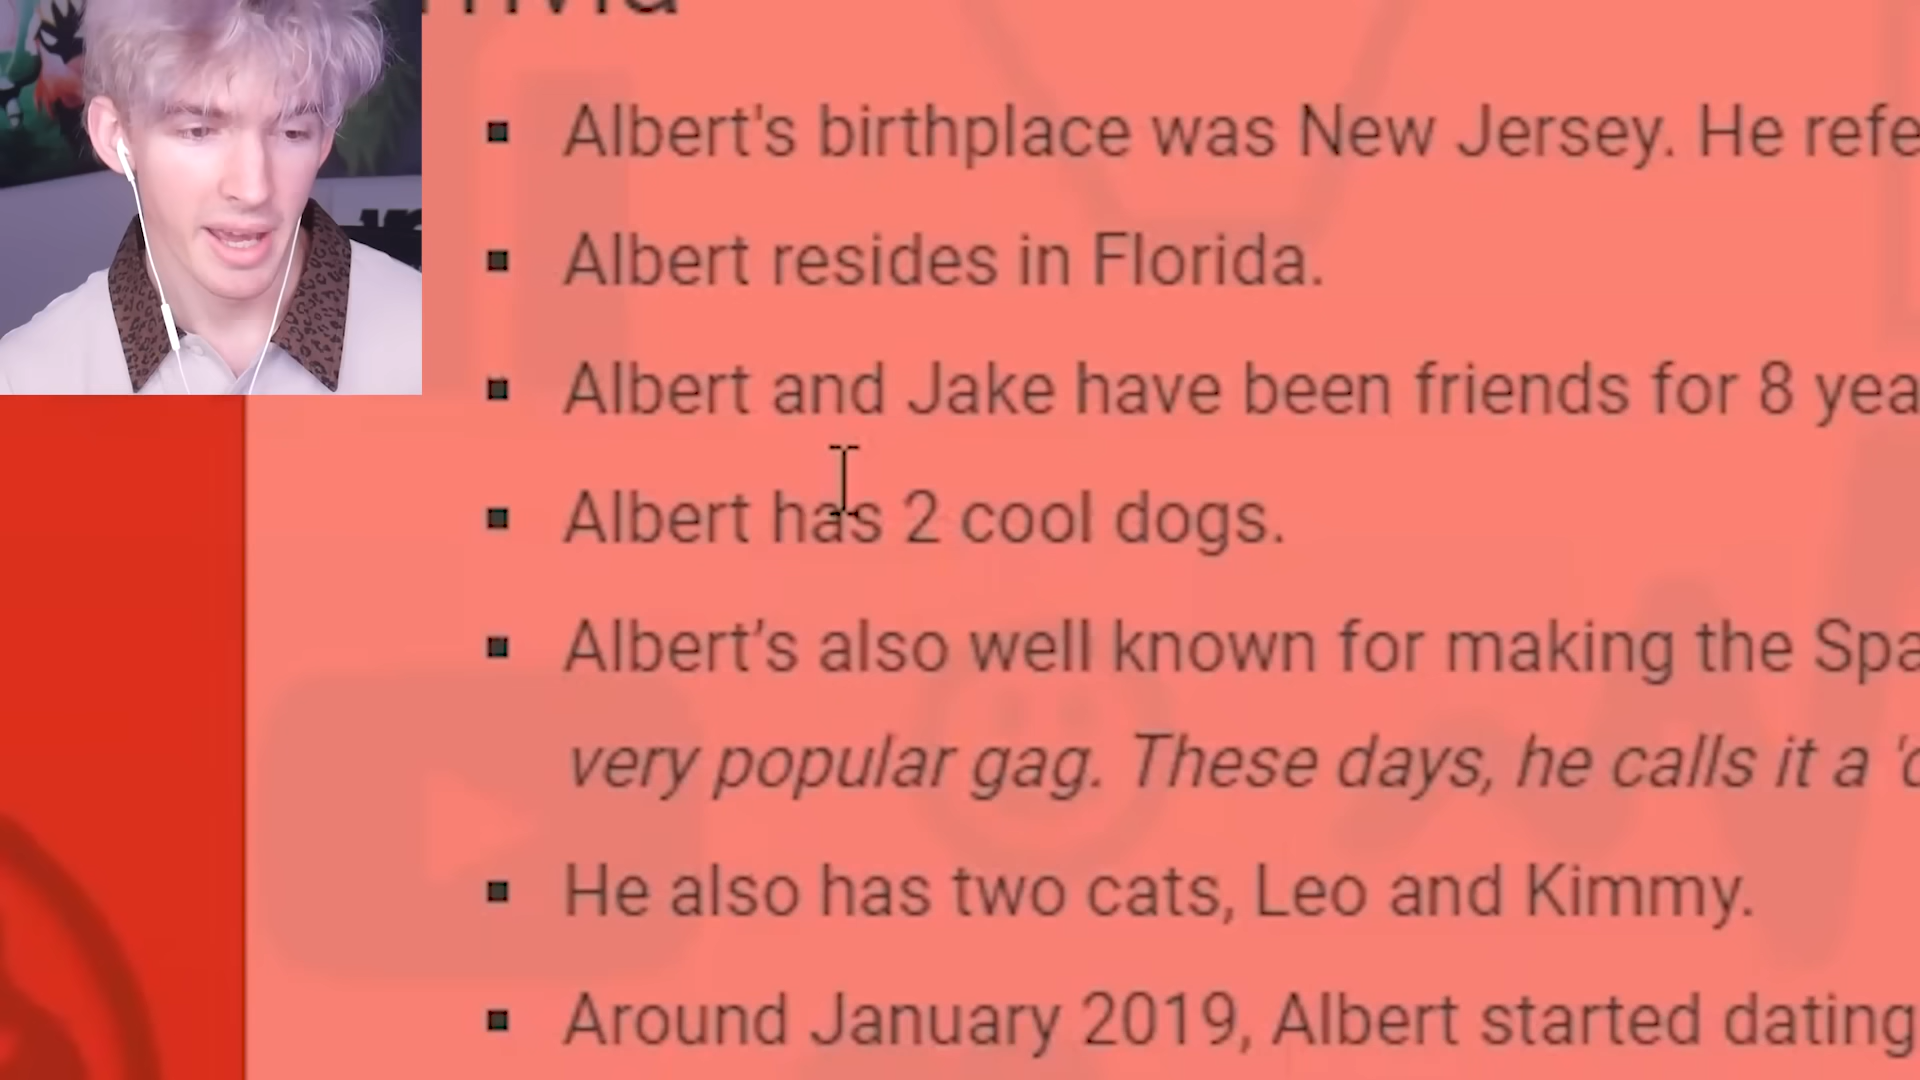 Trivia
Albert's birthplace was New Jersey. He refe
Albert resides in Florida.
Albert and Jake have been friends for 8 yea
Albert has 2 cool dogs.
Albert’s also well known for making the Spa
very popular gag. These days, he calls it a
He also has two cats, Leo and Kimmy.
Around January 2019, Albert started dating